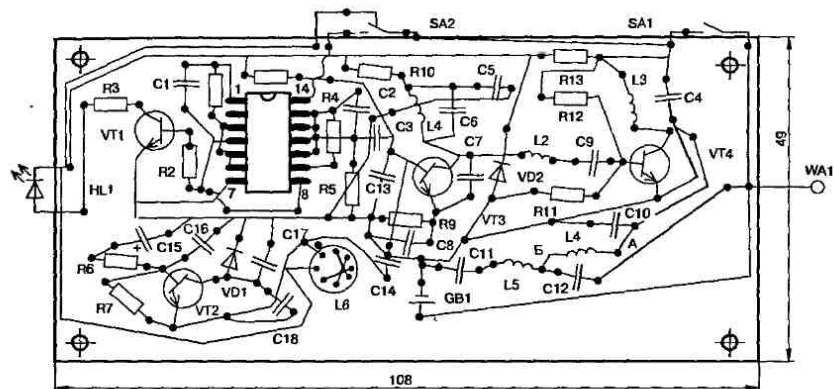 SA2
SA1
C1
1
14
R4
R10
C2
C5
R13
L3
R3
C6
R12
C4
VT1
C3
L4
C7
L2
C9
49
HL1
R2
7
8
R5
C13
VD2
VT4
WA1
R9
VT3
R11
C10
C15
C16
C17
C8
C11
Б
L4
А
R6
+
C14
GB1
L5
C12
R7
VT2
VD1
L6
C18
108